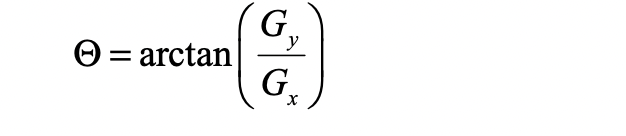 Θ = arctan(G_y / G_x)